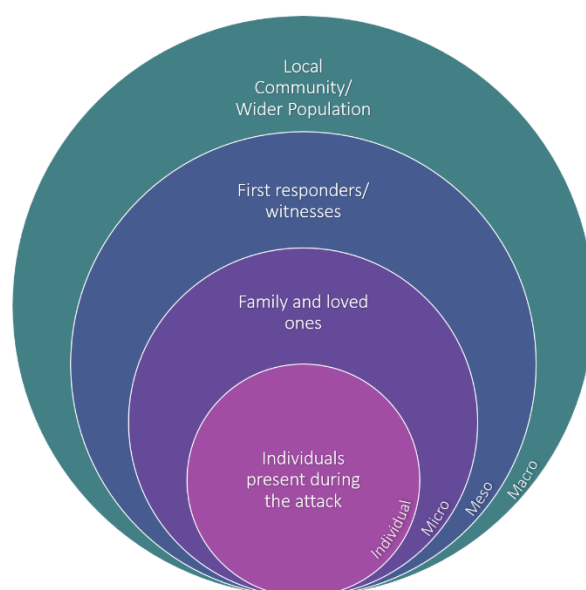 Local
Community/
Wider Population
First responders/
witnesses
Family and loved
ones
Individuals
present during
the attack
Individual
Micro
Meso
Macro